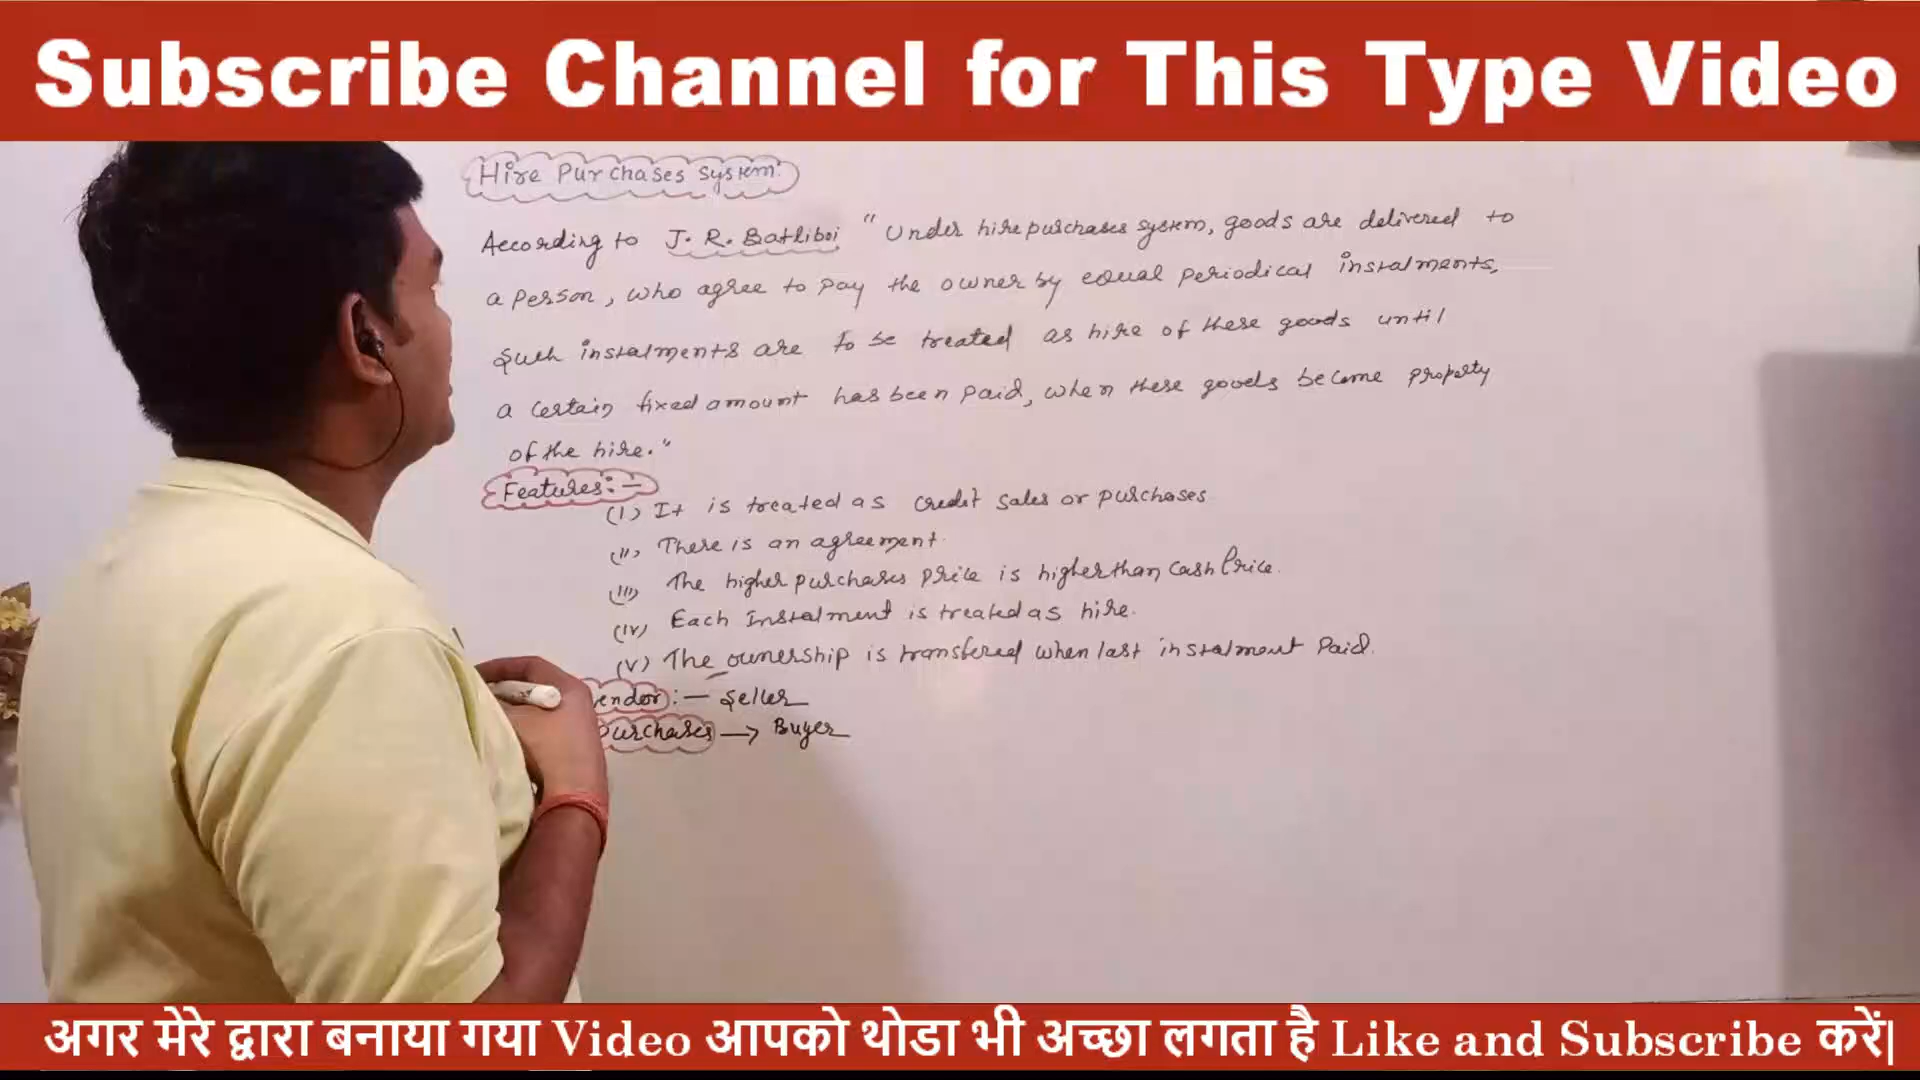 Subscribe Channel for This Type Video
Hire Purchases System:
According to J. R. Batliboi "Under hire purchases system, goods are delivered to
a person, who agree to pay the owner by equal periodical instalments,
such instalments are to be treated as hire of these goods until
a certain fixed amount has been paid, when these goods become property
of the hire."
Features:-
(I) It is treated as credit sales or purchases
(II) There is an agreement.
(III) The higher purchases price is higher than cash Price.
(IV) Each Instalment is treated as hire.
(V) The ownership is transfered when last instalment Paid.
endor:- Seller
purchases → Buyer
अगर मेरे द्वारा बनाया गया Video आपको थोडा भी अच्छा लगता है Like and Subscribe करें|